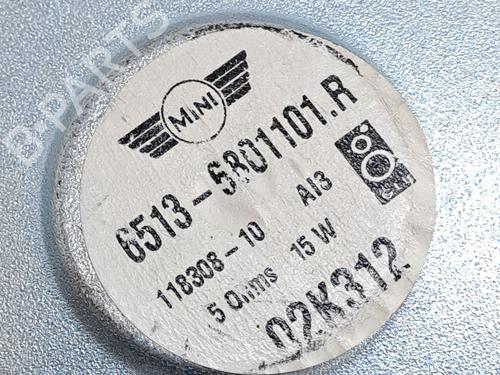 B-PARTS
MINI
6513-6801101.R
118308-10 AI3
5 Ohms 15 W
02K312